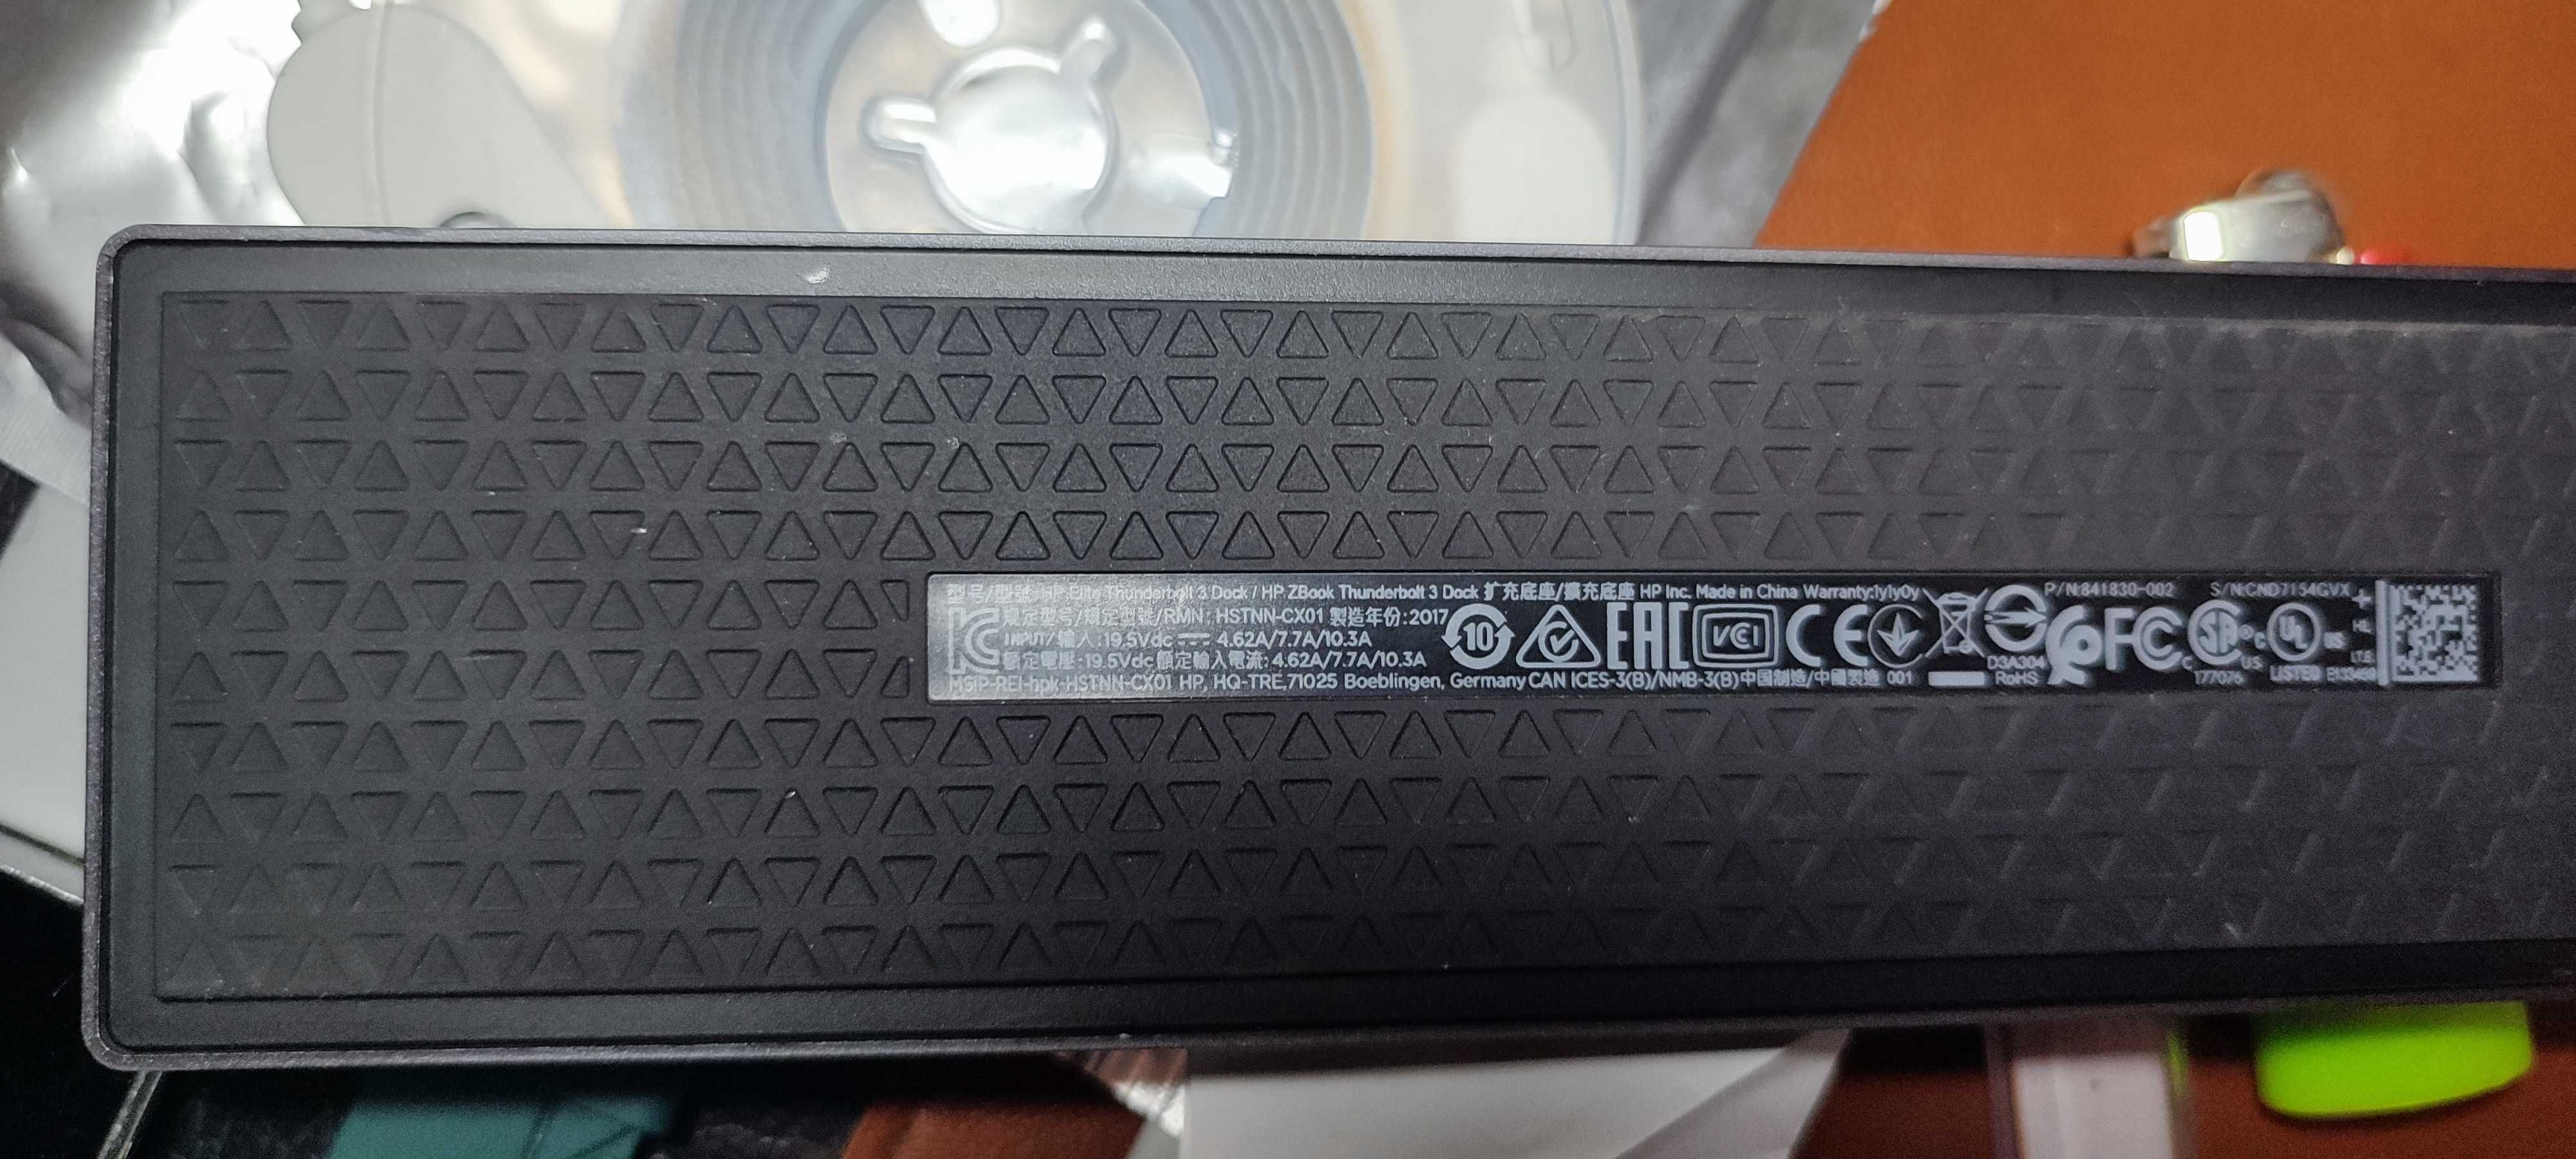 型号/型號 HP Elite Thunderbolt 3 Dock / HP ZBook Thunderbolt 3 Dock 扩充底座/擴充底座 HP Inc. Made in China Warranty:1y1y0y
P/N:841830-002 S/N:CND7154GVX
规定型号/規定型號/RMN: HSTNN-CX01 製造年份:2017
INPUT/輸入:19.5Vdc ⎓ 4.62A/7.7A/10.3A
額定電壓:19.5Vdc 額定輸入電流:4.62A/7.7A/10.3A
MSIP-REI-hpk-HSTNN-CX01 HP, HQ-TRE,71025 Boeblingen, Germany CAN ICES-3(B)/NMB-3(B)中国制造/中國製造 001
10 EAC VCI CE
D3A304
RoHS
FC
SA
C US
177076
UL
C US
LISTED